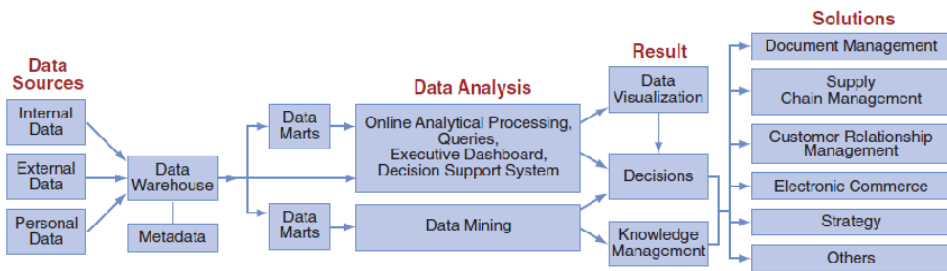 Data
Sources
Internal
Data
External
Data
Personal
Data
Data
Warehouse
Metadata
Data
Marts
Data
Marts
Data Analysis
Online Analytical Processing,
Queries,
Executive Dashboard,
Decision Support System
Data Mining
Result
Data
Visualization
Decisions
Knowledge
Management
Solutions
Document Management
Supply
Chain Management
Customer Relationship
Management
Electronic Commerce
Strategy
Others